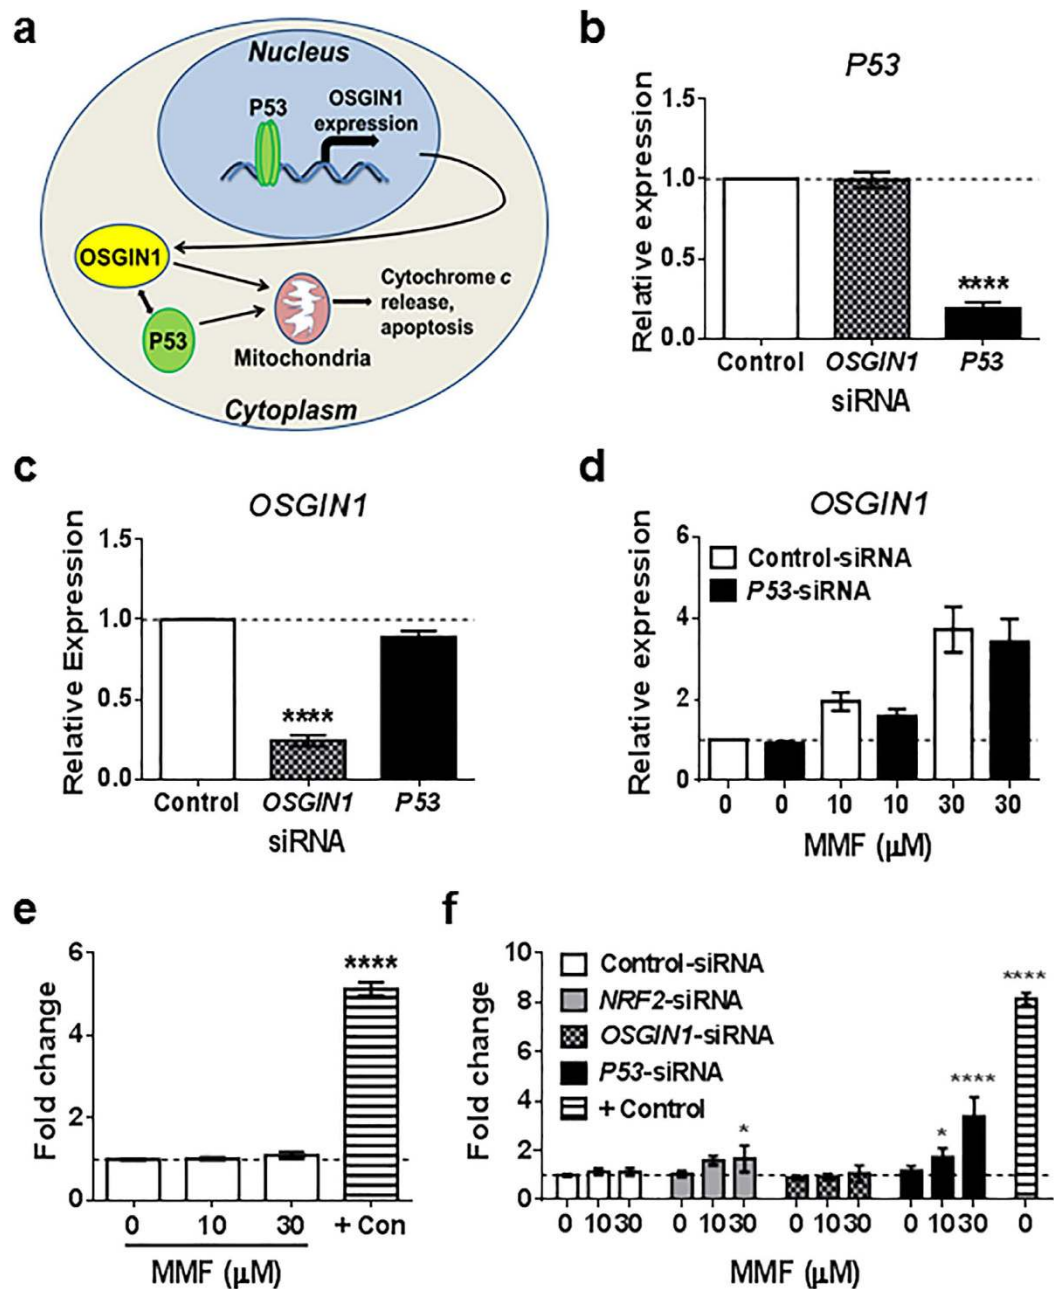 a
Nucleus
P53
OSGIN1
expression
OSGIN1
P53
Mitochondria
Cytochrome c
release,
apoptosis
Cytoplasm
b
P53
Relative expression
1.5
1.0
0.5
0.0
****
Control OSGIN1 P53
siRNA
c
OSGIN1
Relative Expression
1.5
1.0
0.5
0.0
****
Control OSGIN1 P53
siRNA
d
OSGIN1
Relative expression
6
4
2
0
Control-siRNA
P53-siRNA
0 0 10 10 30 30
MMF (µM)
e
Fold change
6
4
2
0
****
0 10 30 + Con
MMF (µM)
f
Fold change
10
8
6
4
2
0
Control-siRNA
NRF2-siRNA
OSGIN1-siRNA
P53-siRNA
+ Control
*
*
****
****
0 10 30 0 10 30 0 10 30 0 10 30 0
MMF (µM)